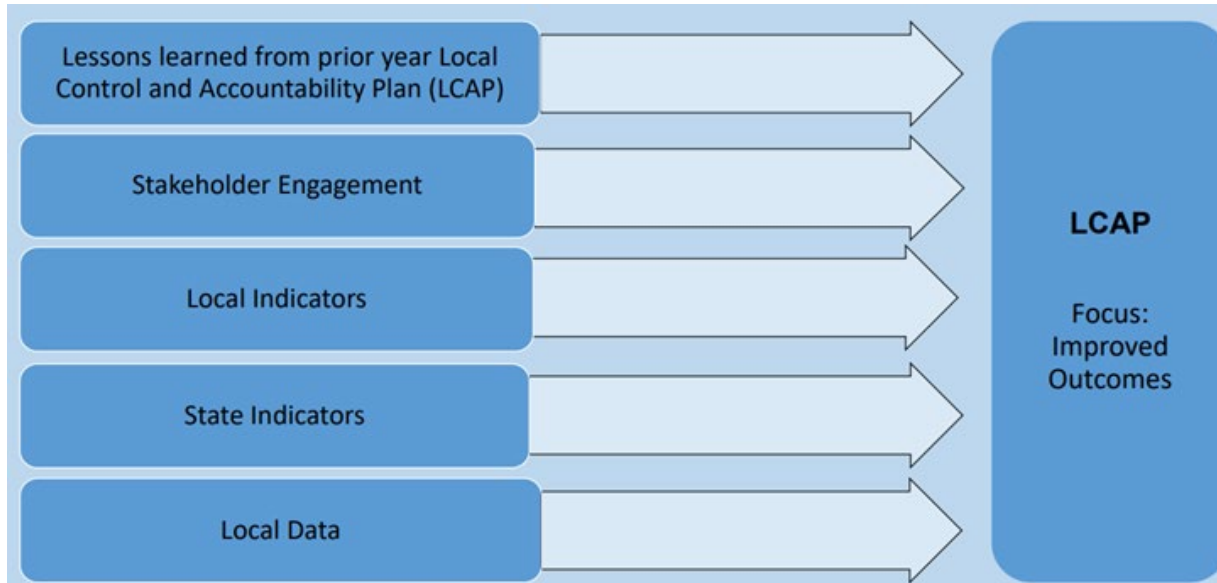 Lessons learned from prior year Local
Control and Accountability Plan (LCAP)
Stakeholder Engagement
Local Indicators
State Indicators
Local Data
LCAP
Focus:
Improved
Outcomes